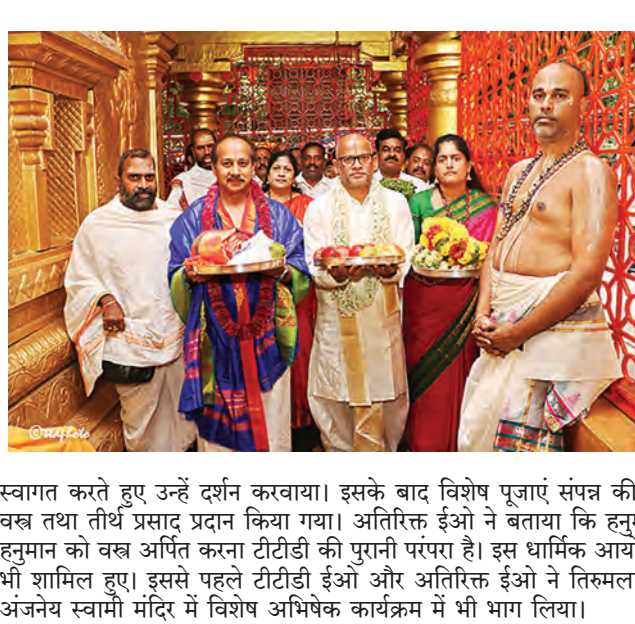 ©ttdphoto
स्वागत करते हुए उन्हें दर्शन करवाया। इसके बाद विशेष पूजाएं संपन्न की
वस्त्र तथा तीर्थ प्रसाद प्रदान किया गया। अतिरिक्त ईओ ने बताया कि
हनुमान को वस्त्र अर्पित करना टीटीडी की पुरानी परंपरा है। इस धार्मिक
भी शामिल हुए। इससे पहले टीटीडी ईओ और अतिरिक्त ईओ ने तिरुमला
अंजनेय स्वामी मंदिर में विशेष अभिषेक कार्यक्रम में भी भाग लिया।